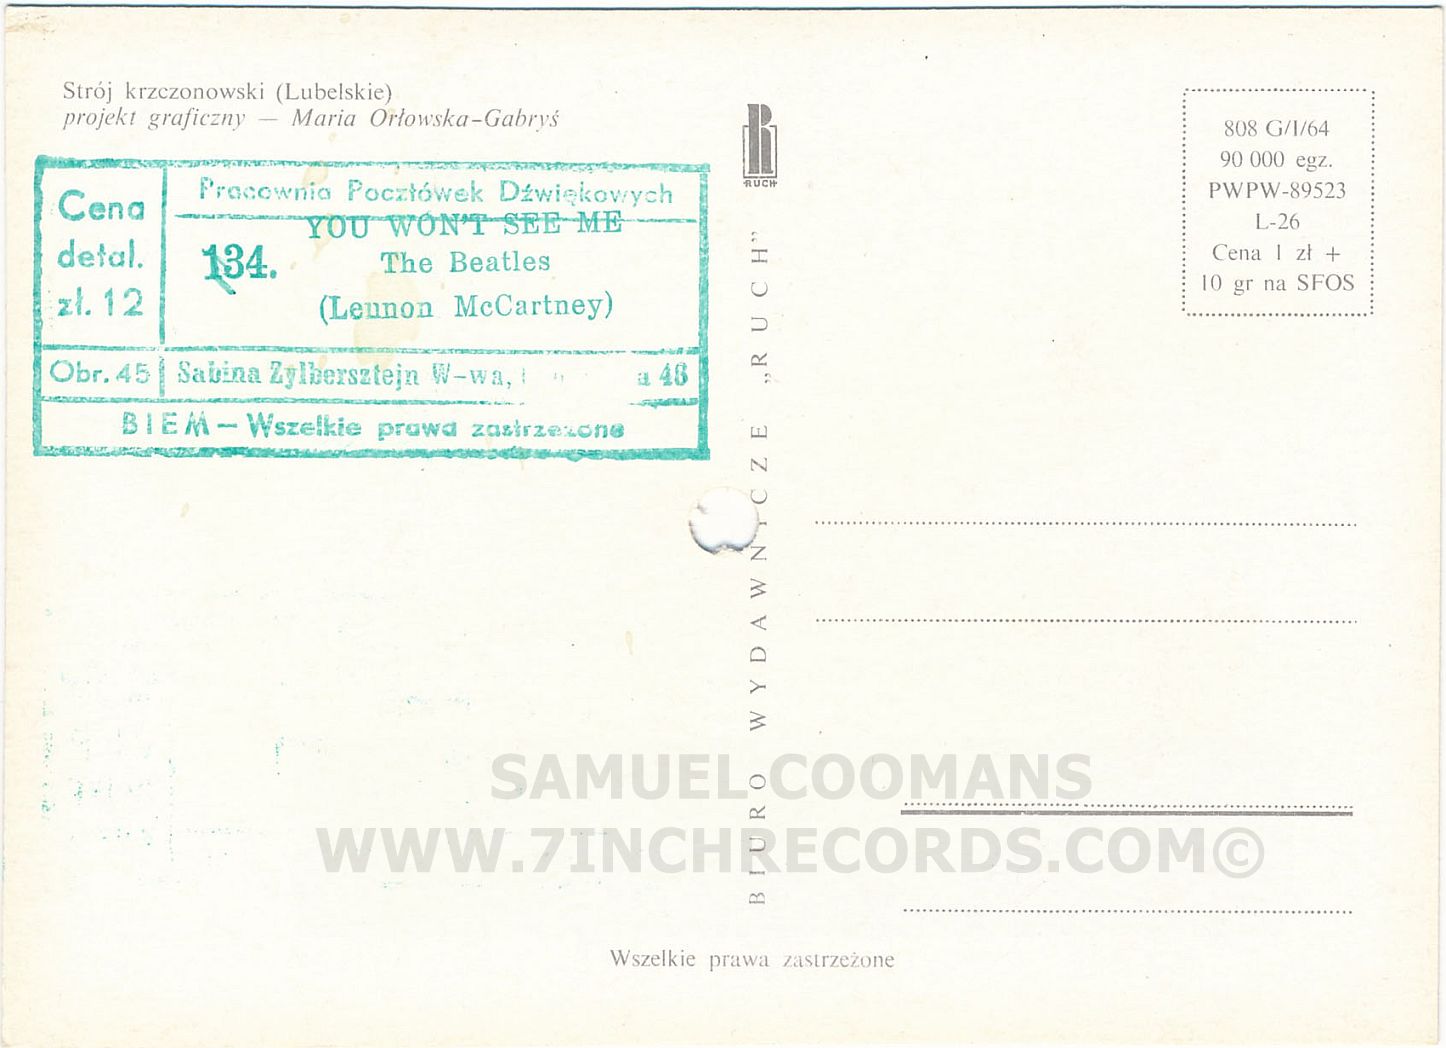 Strój krzczonowski (Lubelskie)
projekt graficzny — Maria Orłowska-Gabryś
Cena
detal.
zł. 12
Pracownia Pocztówek Dźwiękowych
YOU WON'T SEE ME
134.
The Beatles
(Lennon McCartney)
Obr. 45
Sabina Zylbersztejn W-wa, a 48
BIEM — Wszelkie prawa zastrzeżone
R
RUCH
BIURO WYDAWNICZE „RUCH”
808 G/I/64
90 000 egz.
PWPW-89523
L-26
Cena 1 zł +
10 gr na SFOS
SAMUEL COOMANS
WWW.7INCHRECORDS.COM©
Wszelkie prawa zastrzeżone